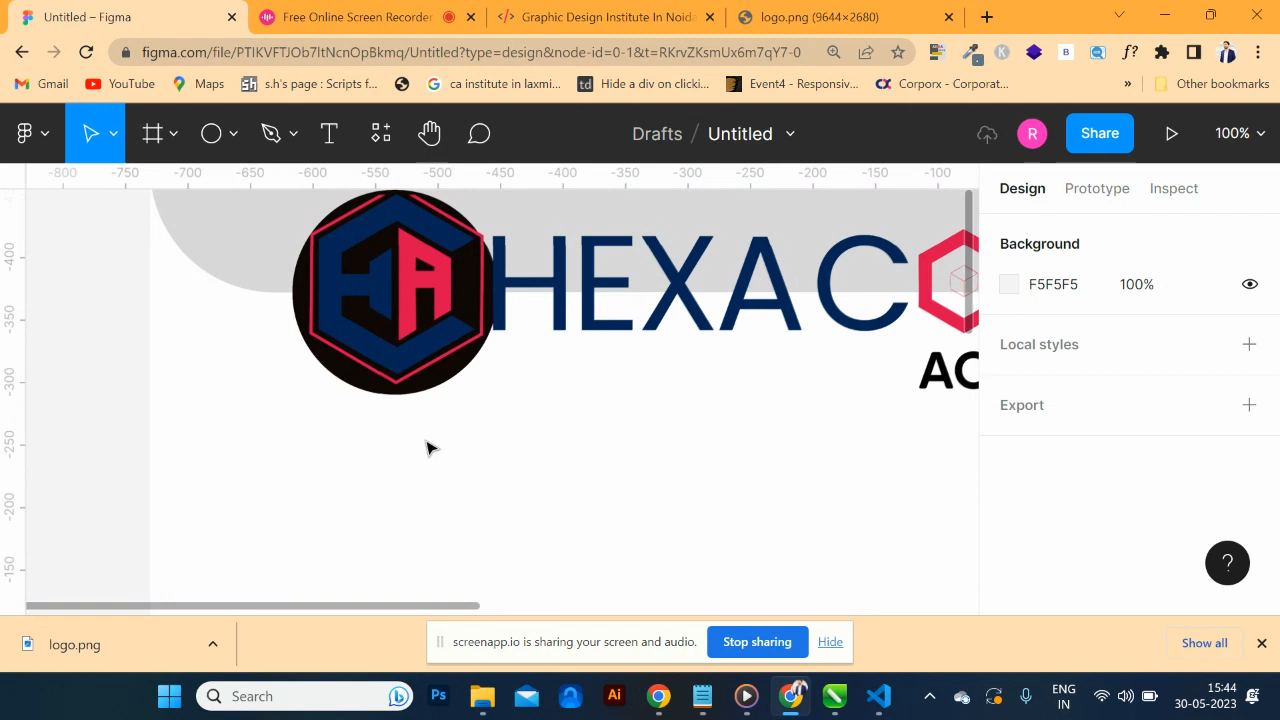 Untitled – Figma
Free Online Screen Recorder
Graphic Design Institute In Noida
logo.png (9644×2680)
figma.com/file/PTIKVFTJOb7ltNcnOpBkmq/Untitled?type=design&node-id=0-1&t=RKrvZKSmUx6m7qY7-0
Gmail
YouTube
Maps
s.h's page : Scripts f...
ca institute in laxmi...
Hide a div on clicki...
Event4 - Responsiv...
Corporx - Corporat...
»
Other bookmarks
Drafts / Untitled
R
Share
100%
-800 -750 -700 -650 -600 -550 -500 -450 -400 -350 -300 -250 -200 -150 -100
Design
Prototype
Inspect
-400
-350
-300
-250
-200
-150
HEXAC
AC
Background
F5F5F5
100%
Local styles
Export
?
logo.png
screenapp.io is sharing your screen and audio.
Stop sharing
Hide
Show all
Search
Ps
Ai
ENG
IN
15:44
30-05-2023